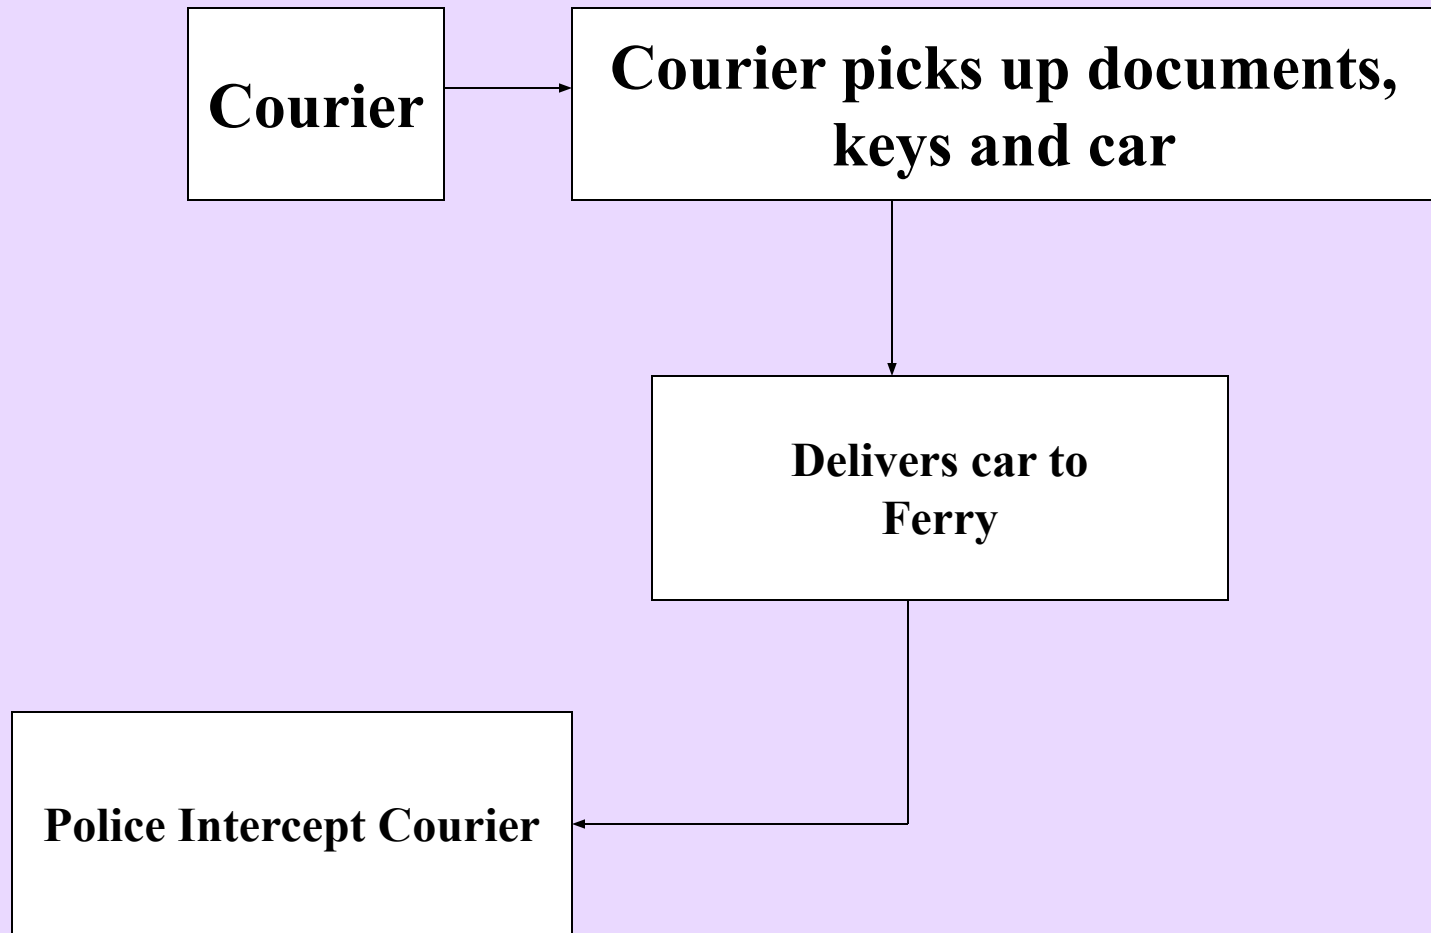 Courier
Courier picks up documents,
keys and car
Delivers car to
Ferry
Police Intercept Courier